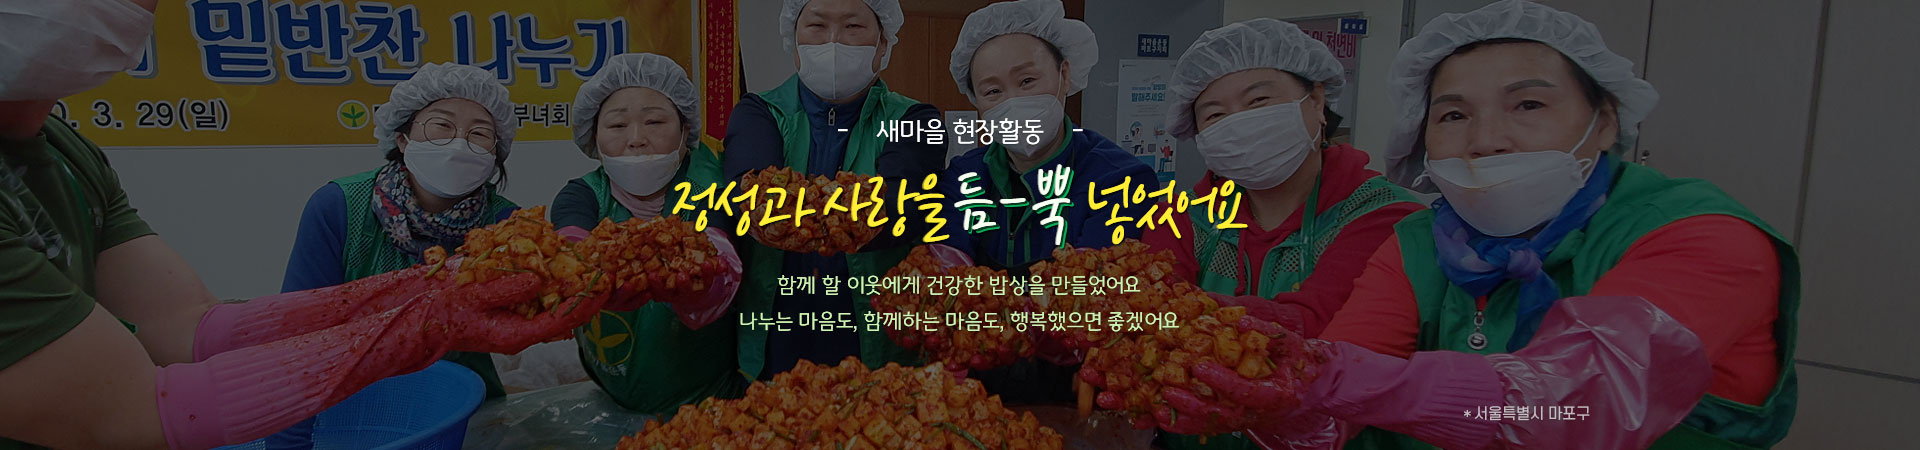 밑반찬 나누기
3. 29(일)
부녀회
- 새마을 현장활동 -
정성과 사랑을 듬-뿍 넣었어요
함께 할 이웃에게 건강한 밥상을 만들었어요
나누는 마음도, 함께하는 마음도, 행복했으면 좋겠어요
* 서울특별시 마포구